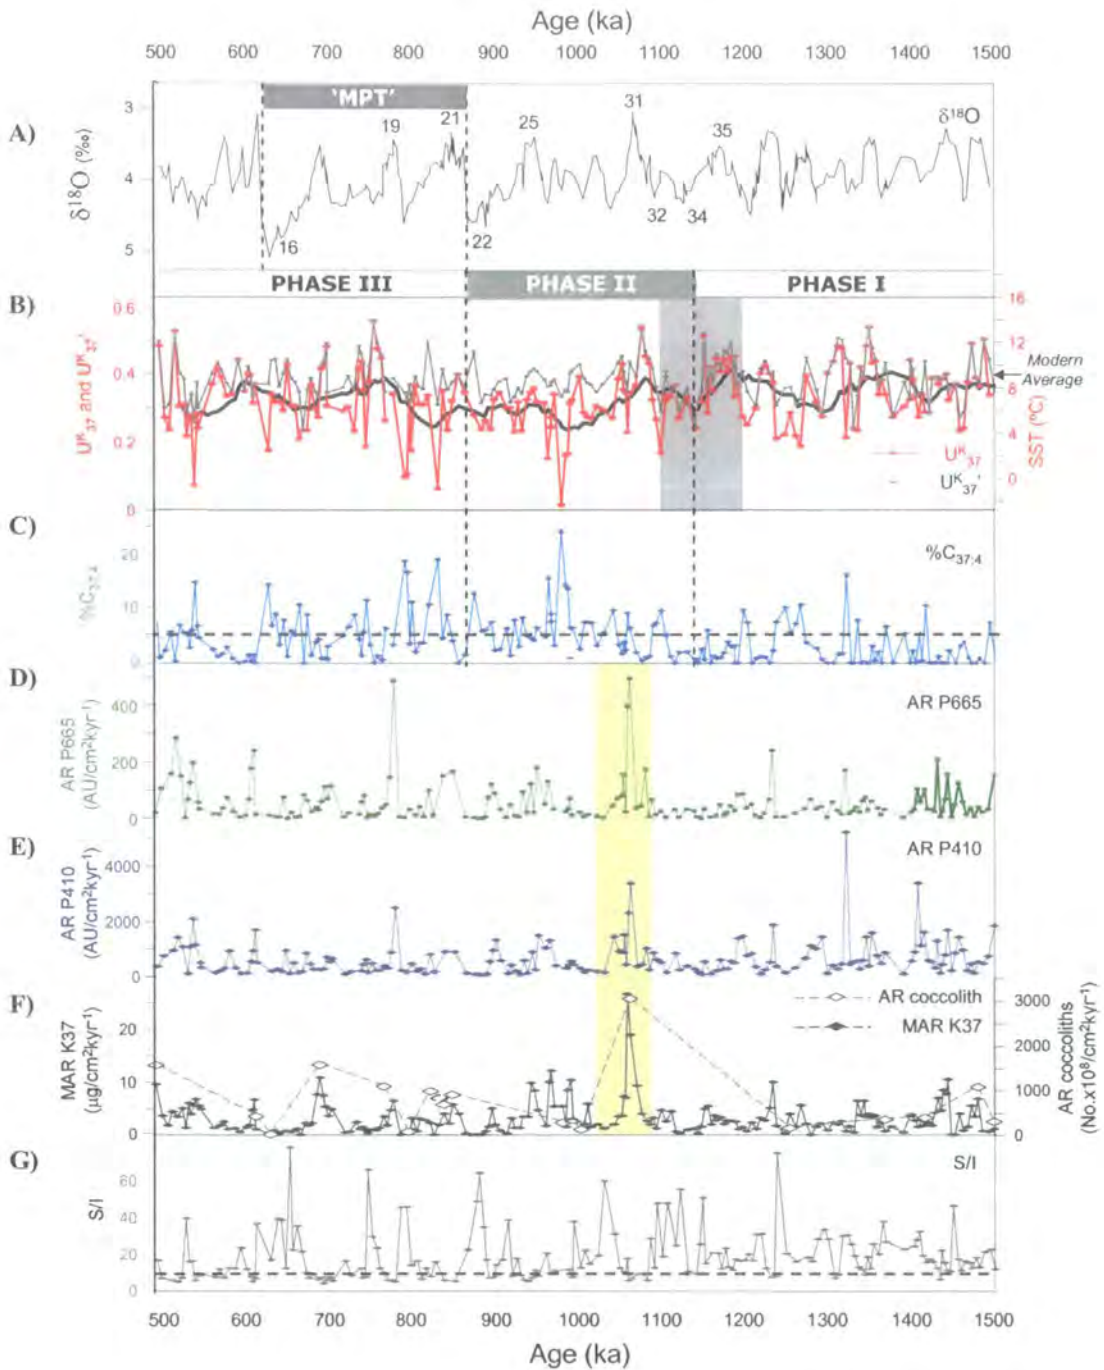 Age (ka)
500 600 700 800 900 1000 1100 1200 1300 1400 1500
'MPT'
A)
δ18O (‰)
3
4
5
16
19
21
22
25
31
32
34
35
δ18O
PHASE III PHASE II PHASE I
B)
UK37 and UK37'
0.6
0.4
0.2
0
16
12
8
4
0
SST (°C)
Modern
Average
UK37
UK37'
C)
%C37:4
20
10
0
%C37:4
D)
AR P665
(AU/cm2kyr-1)
400
200
0
AR P665
E)
AR P410
(AU/cm2kyr-1)
4000
2000
0
AR P410
F)
MAR K37
(µg/cm2kyr-1)
20
10
0
AR coccolith
MAR K37
3000
2000
1000
0
AR coccoliths
(No.x108/cm2kyr-1)
G)
S/I
60
40
20
0
S/I
500 600 700 800 900 1000 1100 1200 1300 1400 1500
Age (ka)